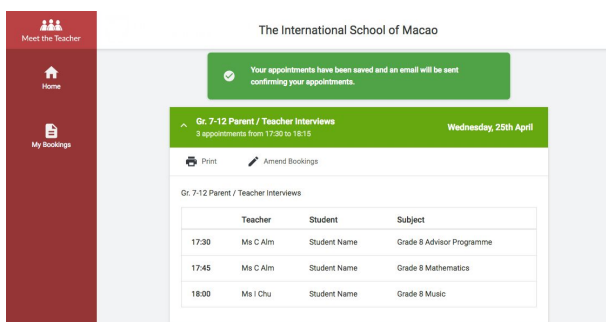 Meet the Teacher
The International School of Macao
Home
My Bookings
Your appointments have been saved and an email will be sent
confirming your appointments.
Gr. 7-12 Parent / Teacher Interviews
3 appointments from 17:30 to
18:15
Wednesday, 25th April
Print Amend Bookings
Gr. 7-12 Parent / Teacher Interviews
Teacher Student Subject
17:30 Ms C Alm Student Name Grade 8 Advisor Programme
17:45 Ms C Alm Student Name Grade 8 Mathematics
18:00 Ms I Chu Student Name Grade 8 Music